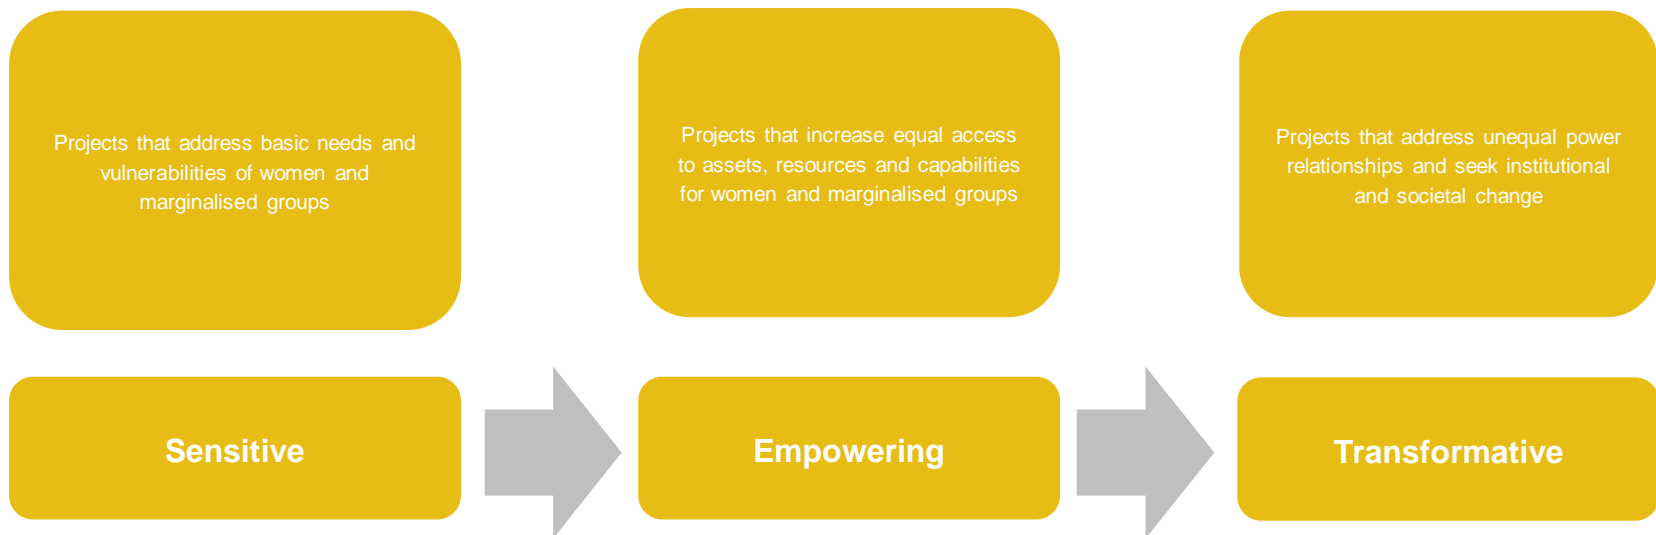 Projects that address basic needs and
vulnerabilities of women and
marginalised groups
Projects that increase equal access
to assets, resources and capabilities
for women and marginalised groups
Projects that address unequal power
relationships and seek institutional
and societal change
Sensitive
Empowering
Transformative